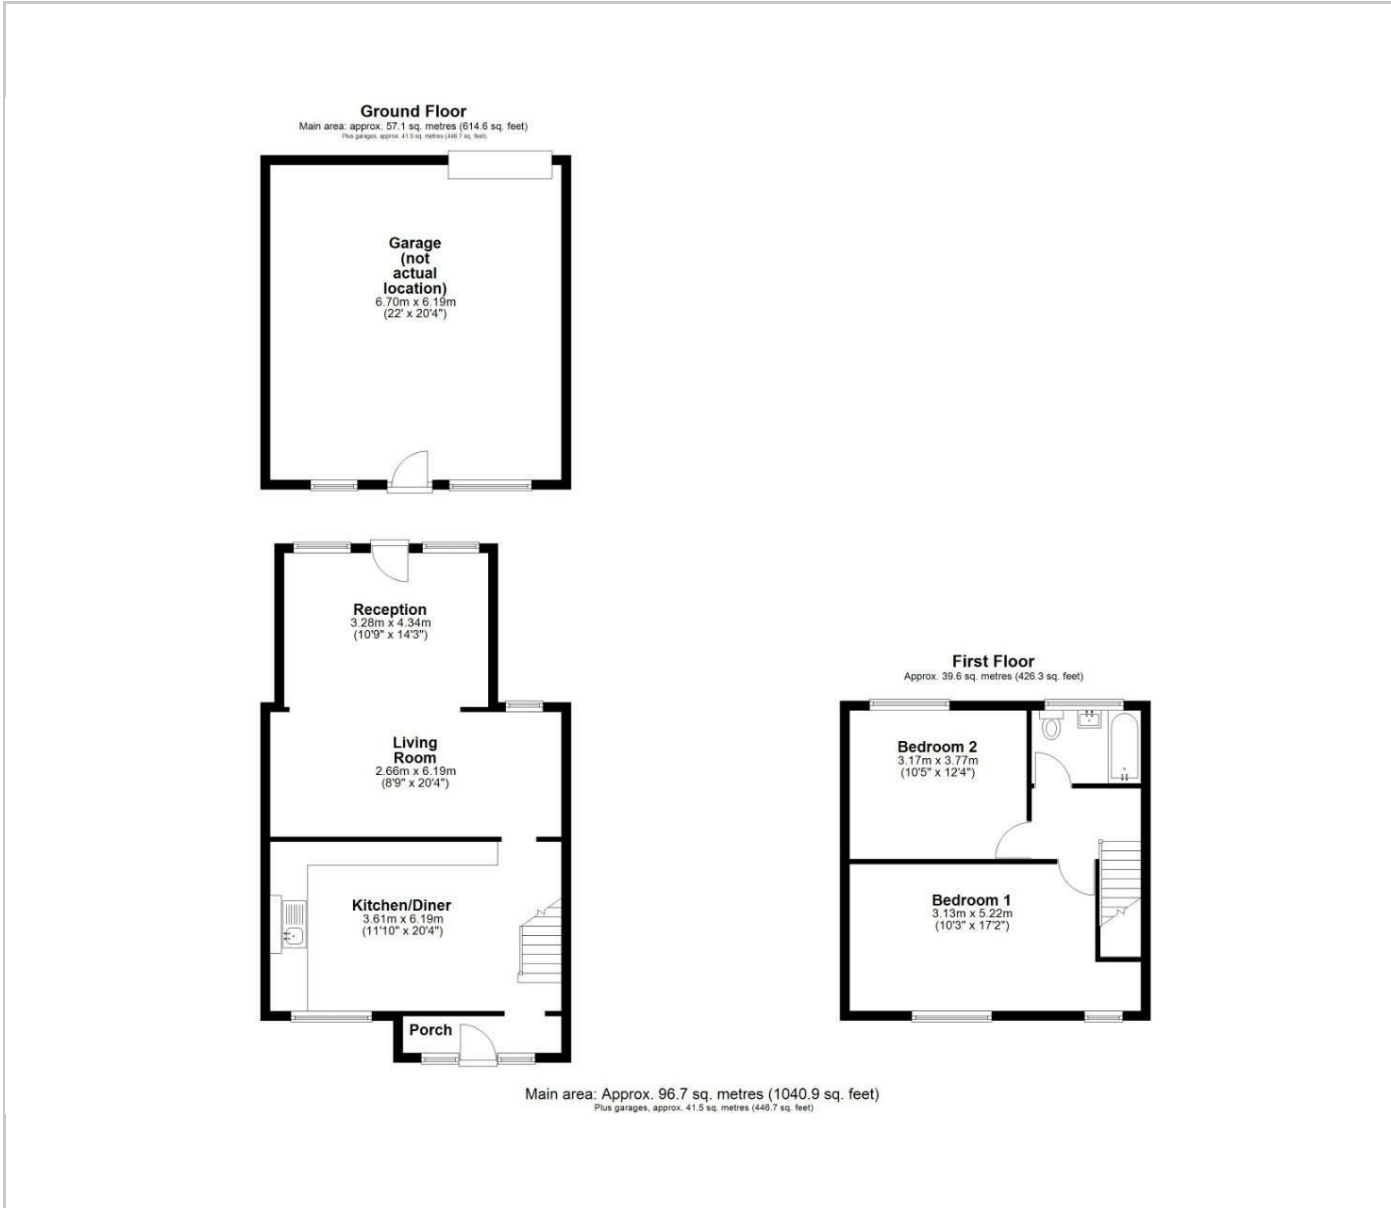 Ground Floor
Main area: approx. 57.1 sq. metres (614.6 sq. feet)
Plus garages, approx. 41.5 sq. metres (446.7 sq. feet)
Garage
(not
actual
location)
6.70m x 6.19m
(22' x 20'4")
Reception
3.28m x 4.34m
(10'9" x 14'3")
Living
Room
2.66m x 6.19m
(8'9" x 20'4")
Kitchen/Diner
3.61m x 6.19m
(11'10" x 20'4")
Porch
First Floor
Approx. 39.6 sq. metres (426.3 sq. feet)
Bedroom 2
3.17m x 3.77m
(10'5" x 12'4")
Bedroom 1
3.13m x 5.22m
(10'3" x 17'2")
Main area: Approx. 96.7 sq. metres (1040.9 sq. feet)
Plus garages, approx. 41.5 sq. metres (446.7 sq. feet)